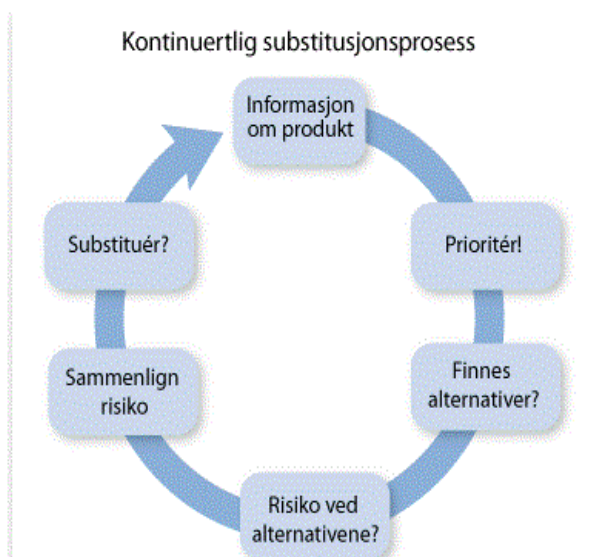 Kontinuertlig substitusjonsprosess
Informasjon
om produkt
Prioritér!
Finnes
alternativer?
Risiko ved
alternativene?
Sammenlign
risiko
Substituér?